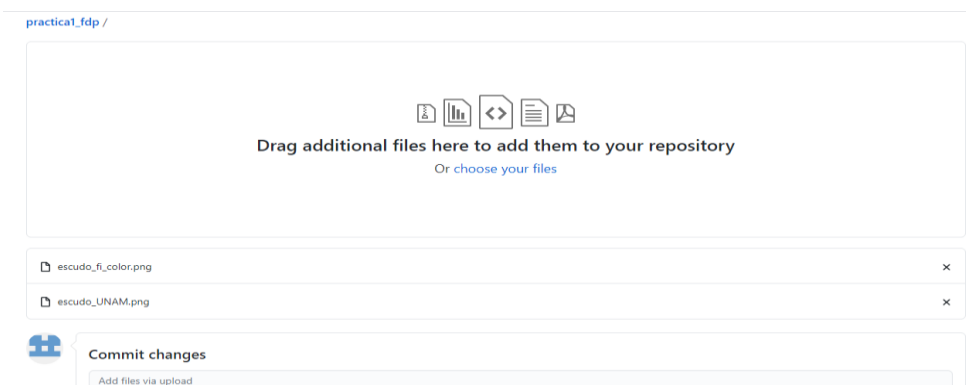 practica1_fdp /
Drag additional files here to add them to your repository
Or choose your files
escudo_fi_color.png
escudo_UNAM.png
Commit changes
Add files via upload